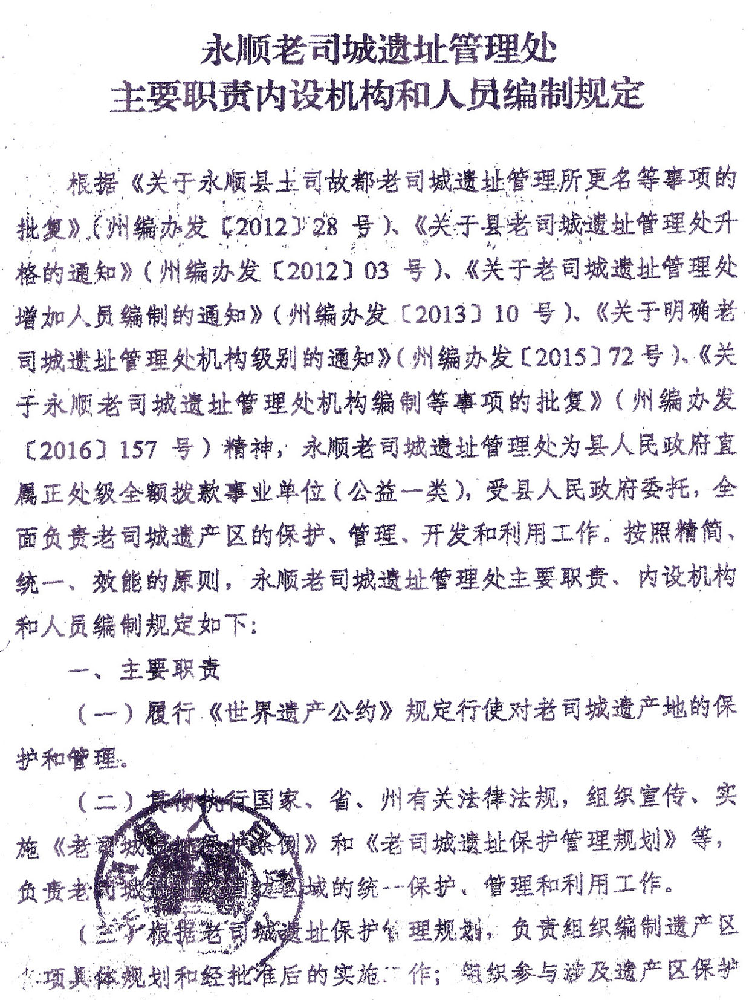 永顺老司城遗址管理处
主要职责内设机构和人员编制规定
根据《关于永顺县土司故都老司城遗址管理所更名等事项的
批复》（州编办发〔2012〕28 号）、《关于县老司城遗址管理处升
格的通知》（州编办发〔2012〕03 号）、《关于老司城遗址管理处
增加人员编制的通知》（州编办发〔2013〕10 号）、《关于明确老
司城遗址管理处机构级别的通知》（州编办发〔2015〕72 号）、《关
于永顺老司城遗址管理处机构编制等事项的批复》（州编办发
〔2016〕157 号）精神，永顺老司城遗址管理处为县人民政府直
属正处级全额拨款事业单位（公益一类），受县人民政府委托，全
面负责老司城遗产区的保护、管理、开发和利用工作。按照精简、
统一、效能的原则，永顺老司城遗址管理处主要职责、内设机构
和人员编制规定如下：
一、主要职责
（一）履行《世界遗产公约》规定行使对老司城遗产地的保
护和管理。
（二）贯彻执行国家、省、州有关法律法规，组织宣传、实
施《老司城遗址保护条例》和《老司城遗址保护管理规划》等，
负责老司城周边区域的统一保护、管理和利用工作。
（三）根据老司城遗址保护管理规划，负责组织编制遗产区
项具体规划和经批准后的实施作；组织参与涉及遗产区保护